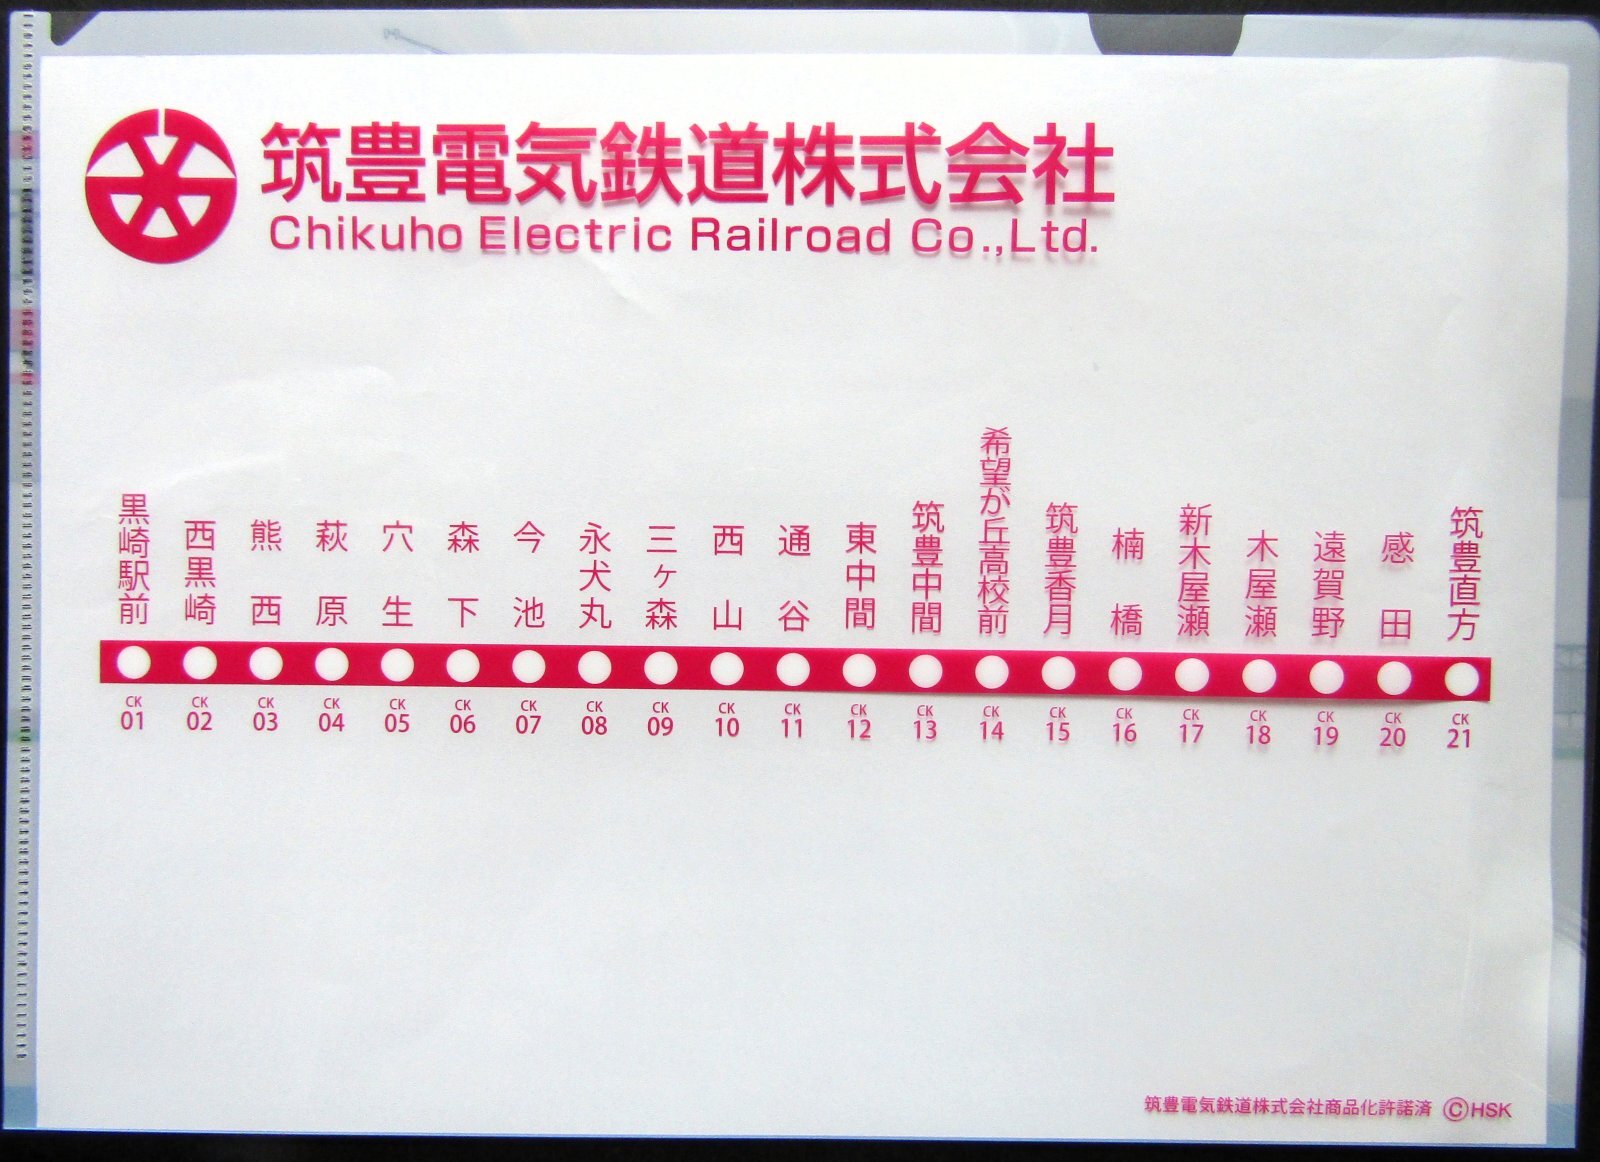 筑豊電気鉄道株式会社
Chikuho Electric Railroad Co.,Ltd.
黒崎駅前
西黒崎
熊西
萩原
穴生
森下
今池
永犬丸
三ヶ森
西山
通谷
東中間
筑豊中間
希望が丘高校前
筑豊香月
楠橋
新木屋瀬
木屋瀬
遠賀野
感田
筑豊直方
CK 01
CK 02
CK 03
CK 04
CK 05
CK 06
CK 07
CK 08
CK 09
CK 10
CK 11
CK 12
CK 13
CK 14
CK 15
CK 16
CK 17
CK 18
CK 19
CK 20
CK 21
筑豊電気鉄道株式会社商品化許諾済 ⒸHSK